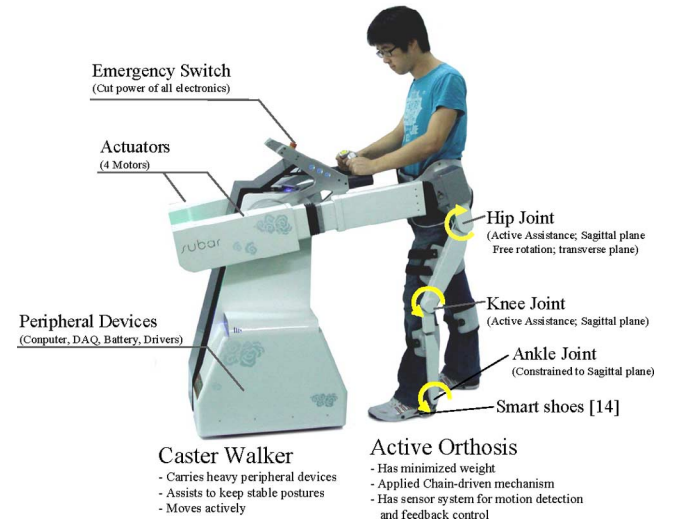 Emergency Switch
(Cut power of all electronics)
Actuators
(4 Motors)
subar
Hip Joint
(Active Assistance; Sagittal plane
Free rotation; transverse plane)
Knee Joint
(Active Assistance; Sagittal plane)
Peripheral Devices
(Computer, DAQ, Battery, Drivers)
Ankle Joint
(Constrained to Sagittal plane)
Smart shoes [14]
Caster Walker
- Carries heavy peripheral devices
- Assists to keep stable postures
- Moves actively
Active Orthosis
- Has minimized weight
- Applied Chain-driven mechanism
- Has sensor system for motion detection
and feedback control